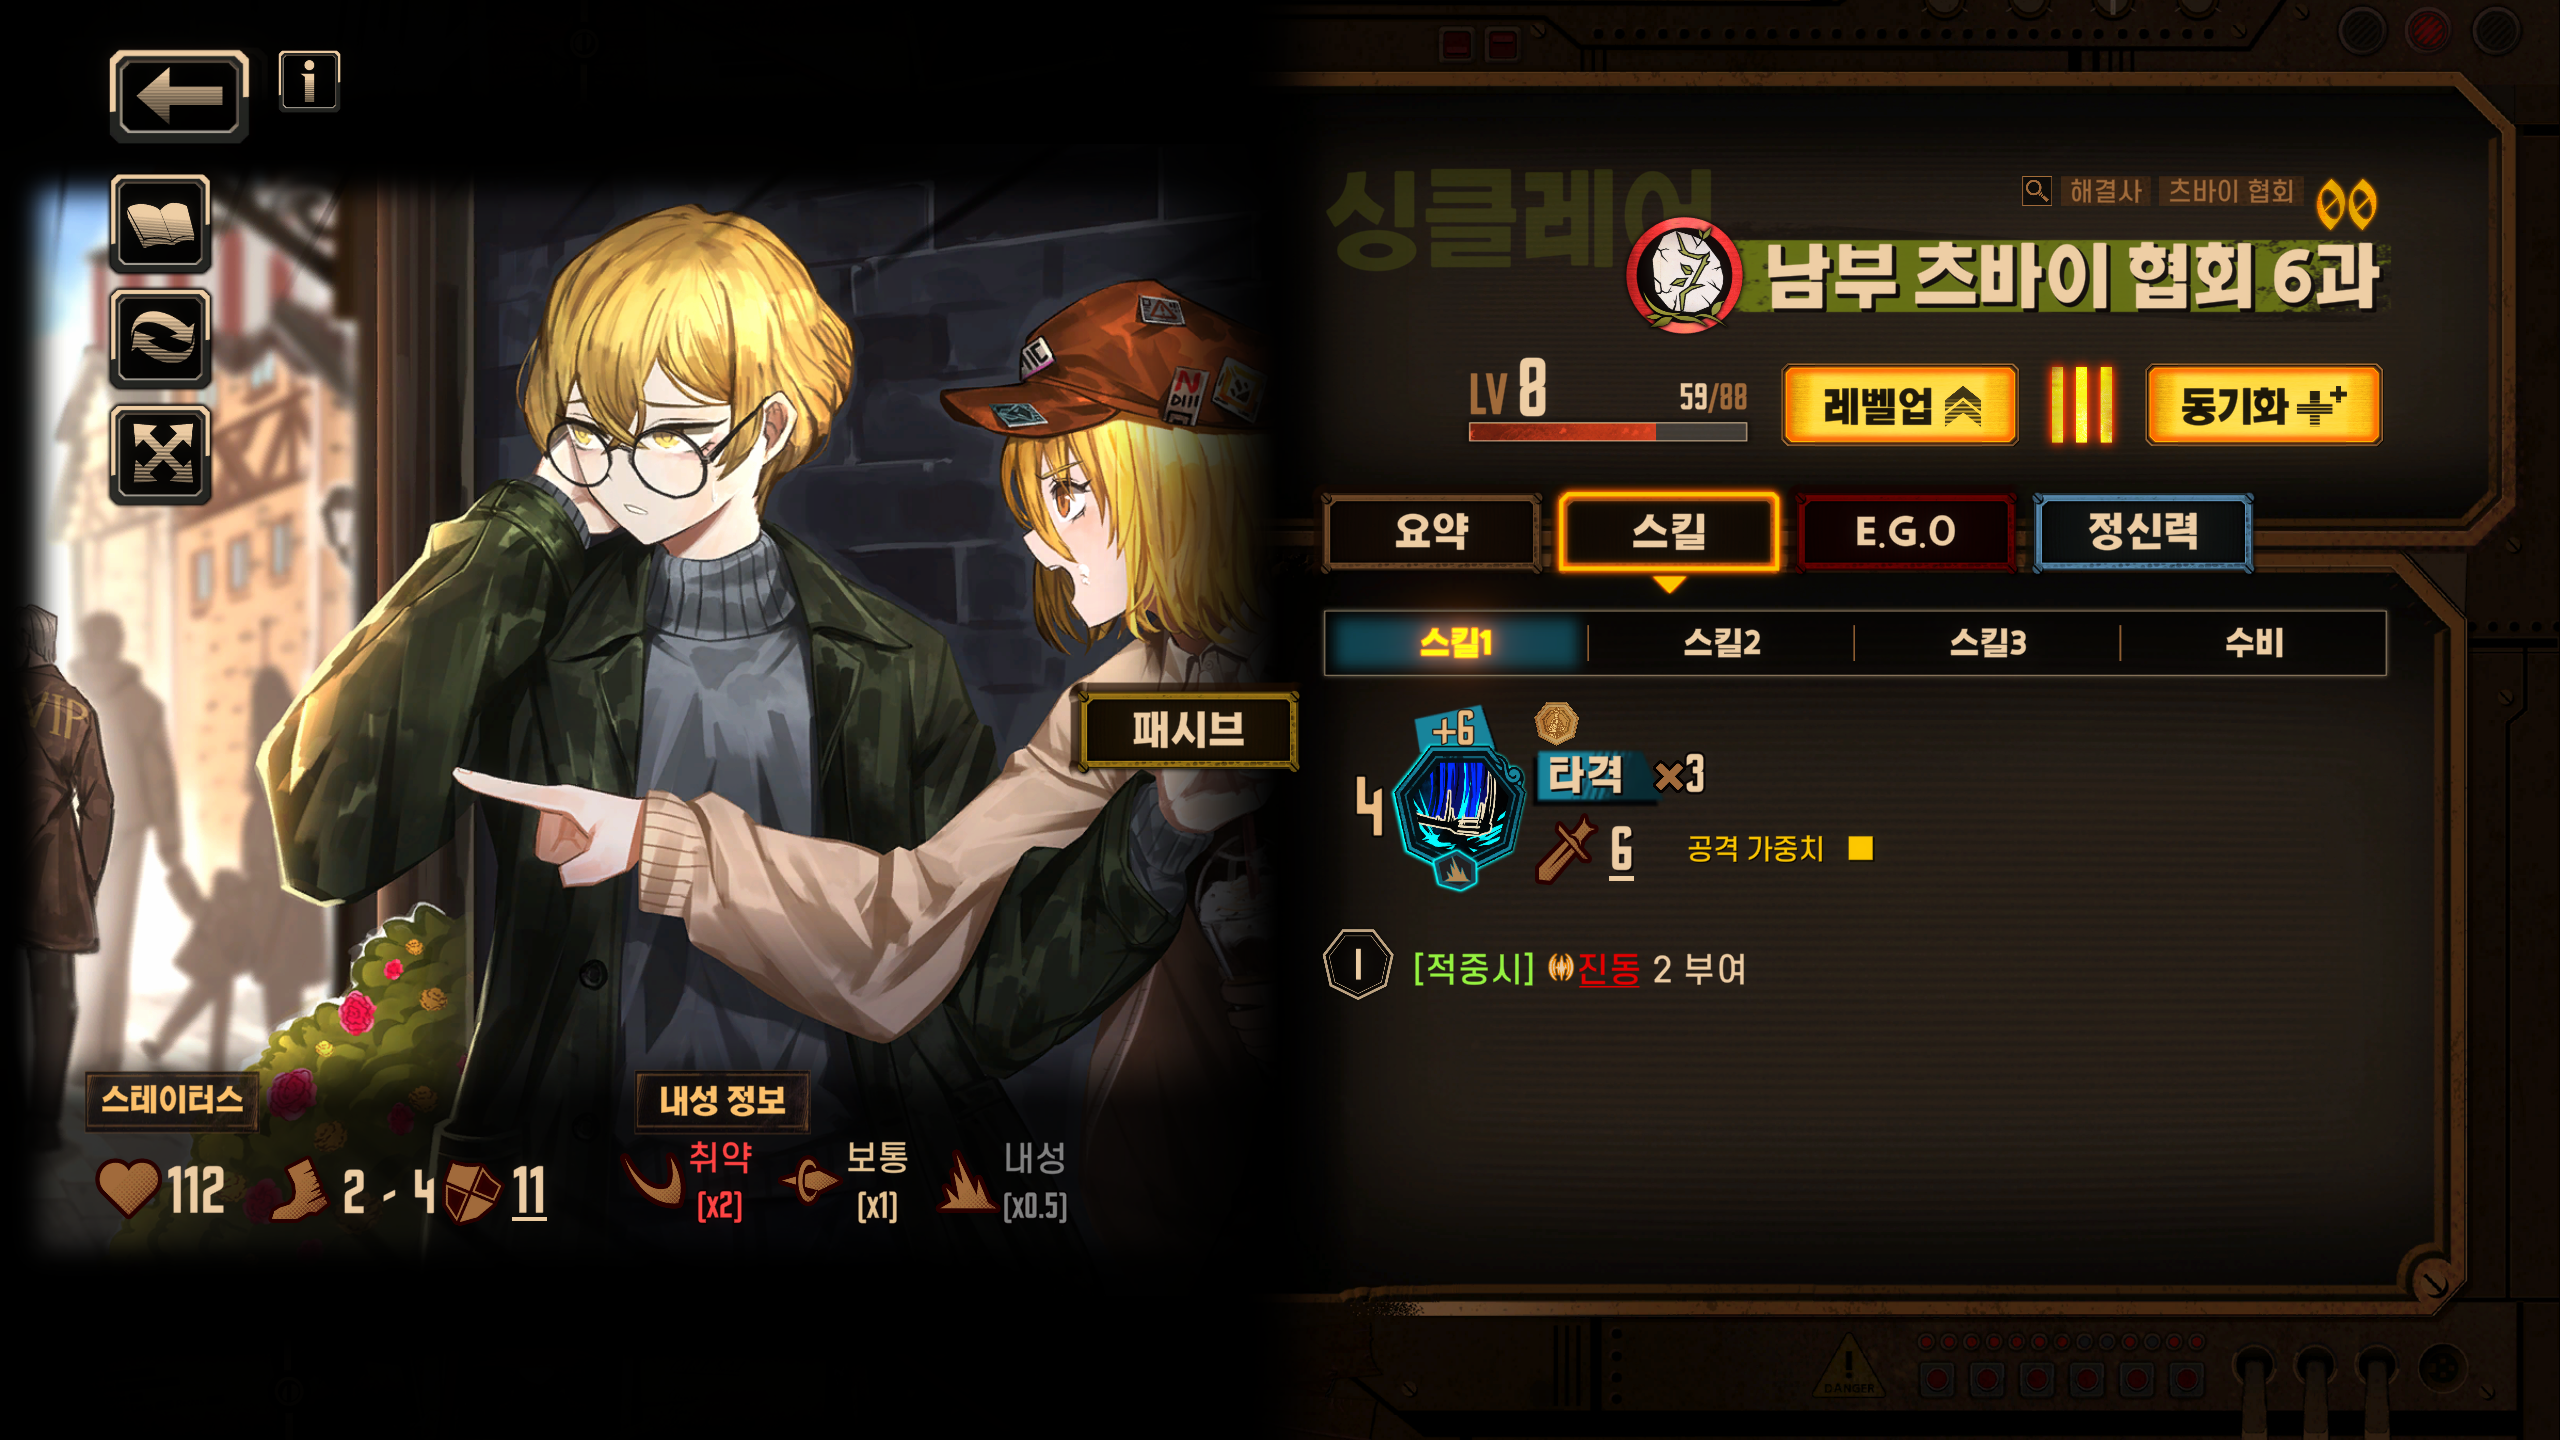 싱클레어
해결사 츠바이 협회
남부 츠바이 협회 6과
LV 8 59/88 레벨업 동기화
요약 스킬 E.G.O 정신력
스킬1 스킬2 스킬3 수비
+6
4
타격 ×3
6 공격 가중치
I [적중시] 진동 2 부여
패시브
VIP
스테이터스
112 2 - 4 11
내성 정보
취약 보통 내성
[x2] [x1] [x0.5]
DANGER